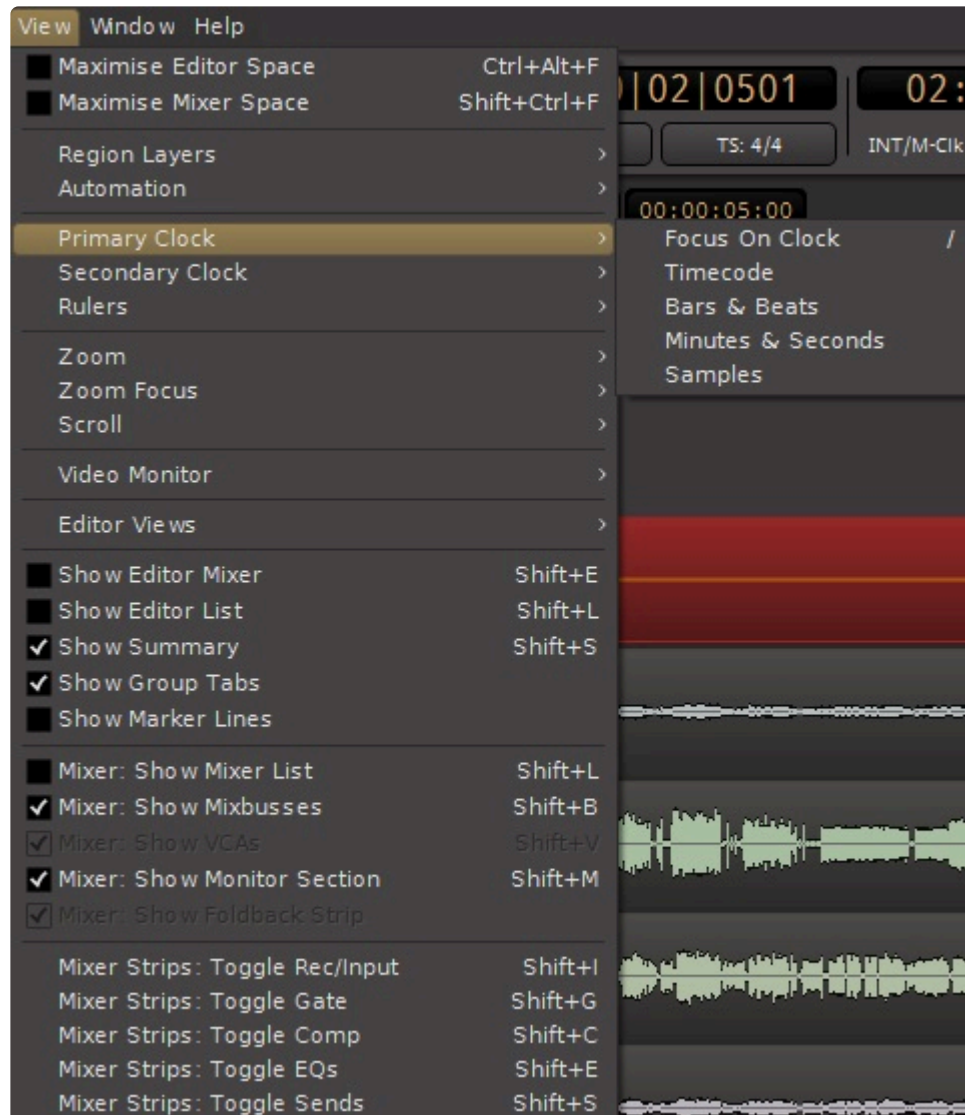 View Window Help
Maximise Editor Space Ctrl+Alt+F
Maximise Mixer Space Shift+Ctrl+F
|02|0501 02:
Region Layers
TS: 4/4 INT/M-Clk
Automation
00:00:05:00
Primary Clock
Focus On Clock /
Secondary Clock
Timecode
Rulers
Bars & Beats
Minutes & Seconds
Zoom
Samples
Zoom Focus
Scroll
Video Monitor
Editor Views
Show Editor Mixer Shift+E
Show Editor List Shift+L
Show Summary Shift+S
Show Group Tabs
Show Marker Lines
Mixer: Show Mixer List Shift+L
Mixer: Show Mixbusses Shift+B
Mixer: Show VCAs Shift+V
Mixer: Show Monitor Section Shift+M
Mixer: Show Foldback Strip
Mixer Strips: Toggle Rec/Input Shift+I
Mixer Strips: Toggle Gate Shift+G
Mixer Strips: Toggle Comp Shift+C
Mixer Strips: Toggle EQs Shift+E
Mixer Strips: Toggle Sends Shift+S